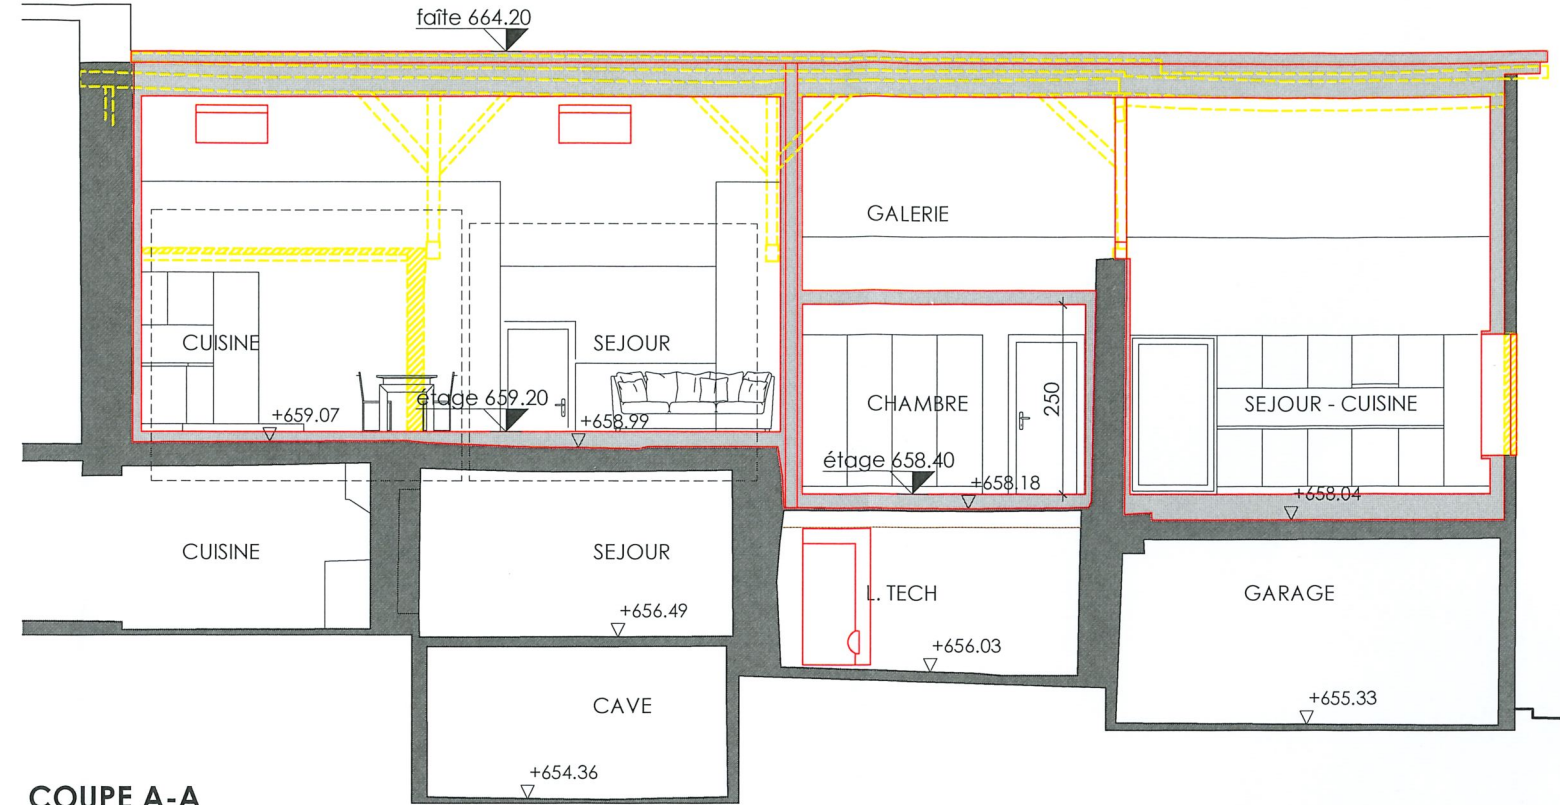 faîte 664.20
GALERIE
CUISINE
SEJOUR
CHAMBRE
250
SEJOUR - CUISINE
étage 659.20
+659.07
+658.99
étage 658.40
+658.18
+658.04
CUISINE
SEJOUR
L. TECH
GARAGE
+656.49
+656.03
CAVE
+655.33
+654.36
COUPE A-A